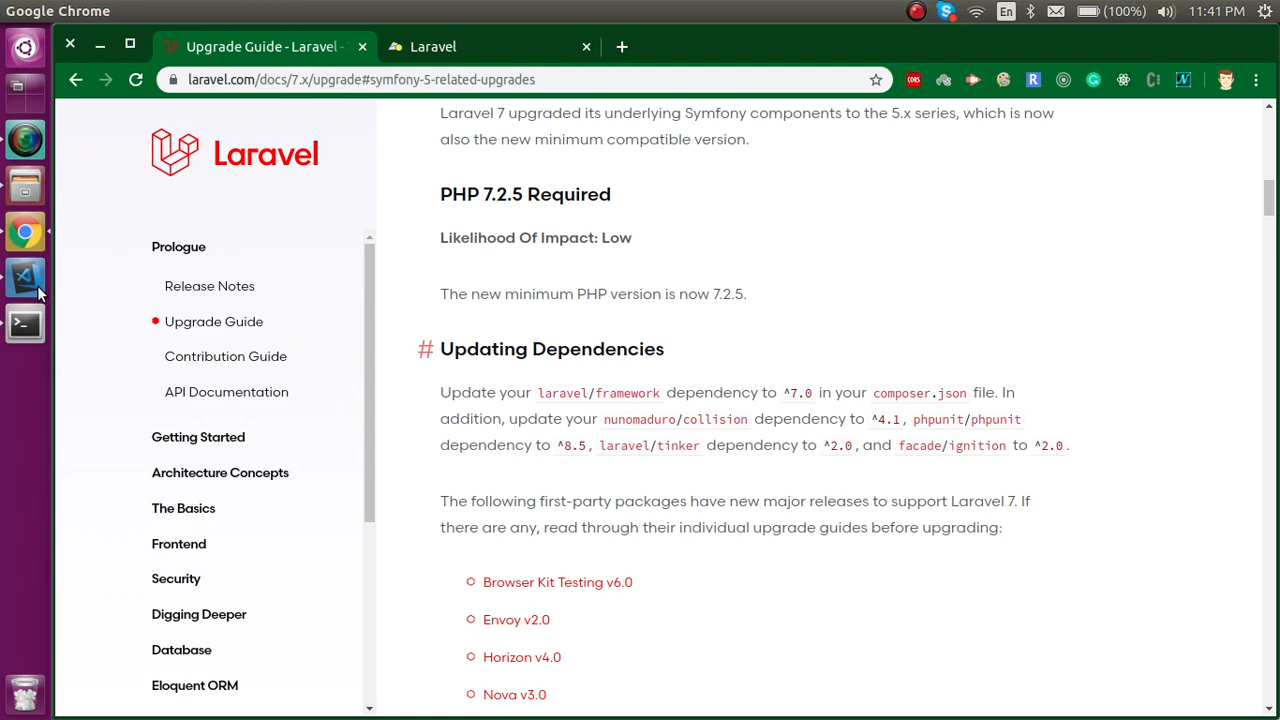 Google Chrome
En
(100%)
11:41 PM
Upgrade Guide - Laravel -
Laravel
laravel.com/docs/7.x/upgrade#symfony-5-related-upgrades
CORS
R
G
N
Laravel
Prologue
Release Notes
Upgrade Guide
Contribution Guide
API Documentation
Getting Started
Architecture Concepts
The Basics
Frontend
Security
Digging Deeper
Database
Eloquent ORM
Laravel 7 upgraded its underlying Symfony components to the 5.x series, which is now
also the new minimum compatible version.
PHP 7.2.5 Required
Likelihood Of Impact: Low
The new minimum PHP version is now 7.2.5.
# Updating Dependencies
Update your laravel/framework dependency to ^7.0 in your composer.json file. In
addition, update your nunomaduro/collision dependency to ^4.1, phpunit/phpunit
dependency to ^8.5, laravel/tinker dependency to ^2.0, and facade/ignition to ^2.0.
The following first-party packages have new major releases to support Laravel 7. If
there are any, read through their individual upgrade guides before upgrading:
Browser Kit Testing v6.0
Envoy v2.0
Horizon v4.0
Nova v3.0